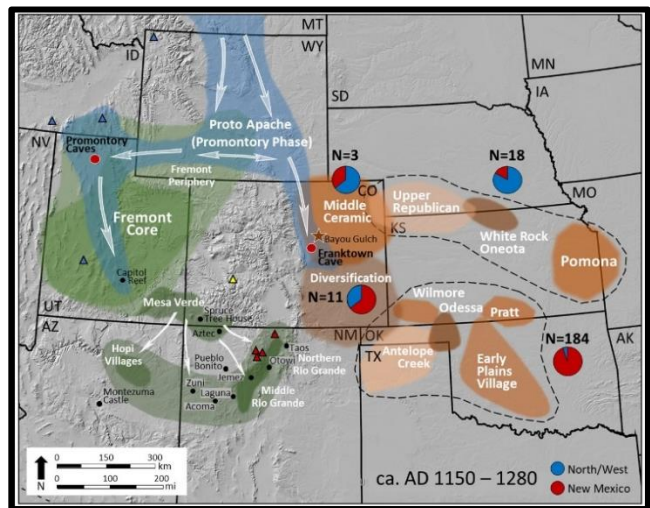 MT
WY
ID
MN
IA
SD
Proto Apache
(Promontory Phase)
NV
Promontory
Caves
Fremont
Periphery
N=3
N=18
CO
MO
Middle
Ceramic
Upper
Republican
KS
Fremont
Core
Bayou Gulch
Franktown
Cave
White Rock
Oneota
Pomona
Capitol
Reef
Diversification
N=11
UT
AZ
Mesa Verde
Spruce
Tree House
Aztec
Wilmore
Odessa
Pratt
NM
OK
TX
AK
Hopi
Villages
Pueblo
Bonito
Taos
Otowi
Northern
Rio Grande
Antelope
Creek
N=184
Early
Plains
Village
Montezuma
Castle
Zuni
Jemez
Laguna
Acoma
Middle
Rio Grande
0 100 200 300
km
0 100 200
mi
N
ca. AD 1150 – 1280
North/West
New Mexico